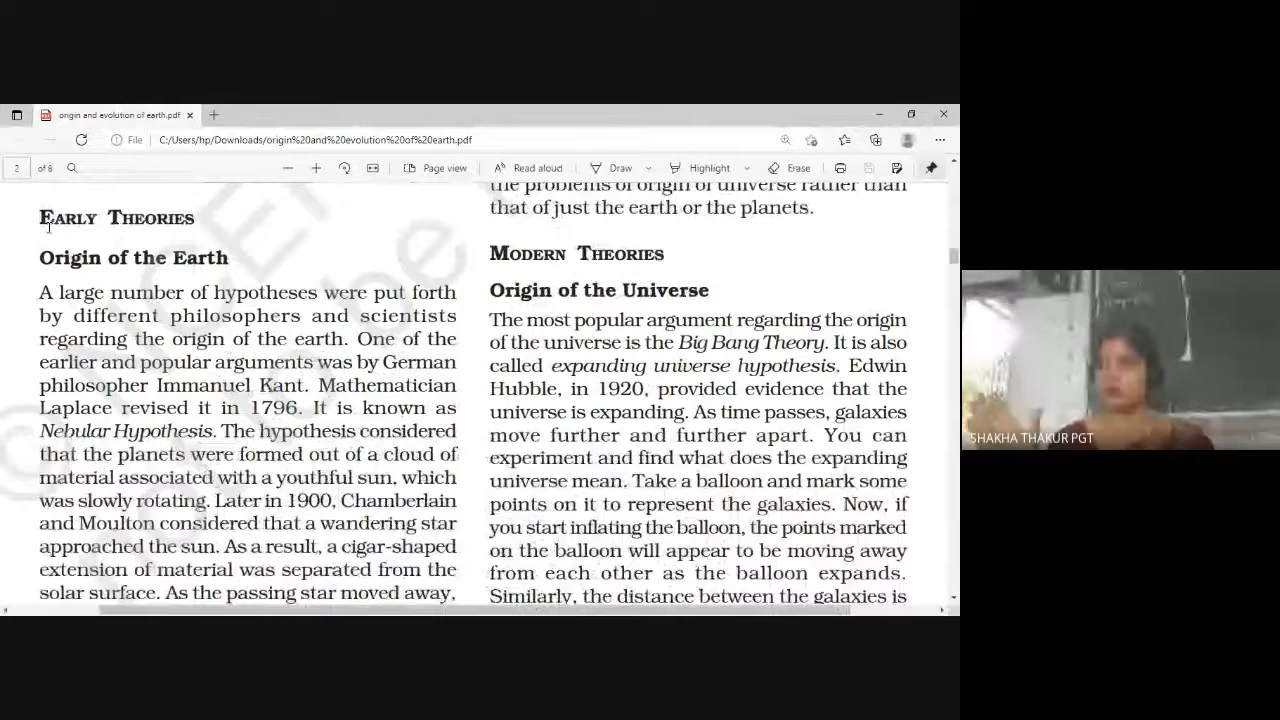 origin and evolution of earth.pdf
File
C:/Users/hp/Downloads/origin%20and%20evolution%20of%20earth.pdf
2 of 6
Page view
Read aloud
Draw
Highlight
Erase
EARLY THEORIES
Origin of the Earth
A large number of hypotheses were put forth
by different philosophers and scientists
regarding the origin of the earth. One of the
earlier and popular arguments was by German
philosopher Immanuel Kant. Mathematician
Laplace revised it in 1796. It is known as
Nebular Hypothesis. The hypothesis considered
that the planets were formed out of a cloud of
material associated with a youthful sun, which
was slowly rotating. Later in 1900, Chamberlain
and Moulton considered that a wandering star
approached the sun. As a result, a cigar-shaped
extension of material was separated from the
solar surface. As the passing star moved away,
the problems of origin of universe rather than
that of just the earth or the planets.
MODERN THEORIES
Origin of the Universe
The most popular argument regarding the origin
of the universe is the Big Bang Theory. It is also
called expanding universe hypothesis. Edwin
Hubble, in 1920, provided evidence that the
universe is expanding. As time passes, galaxies
move further and further apart. You can
experiment and find what does the expanding
universe mean. Take a balloon and mark some
points on it to represent the galaxies. Now, if
you start inflating the balloon, the points marked
on the balloon will appear to be moving away
from each other as the balloon expands.
Similarly, the distance between the galaxies is
SHAKHA THAKUR PGT